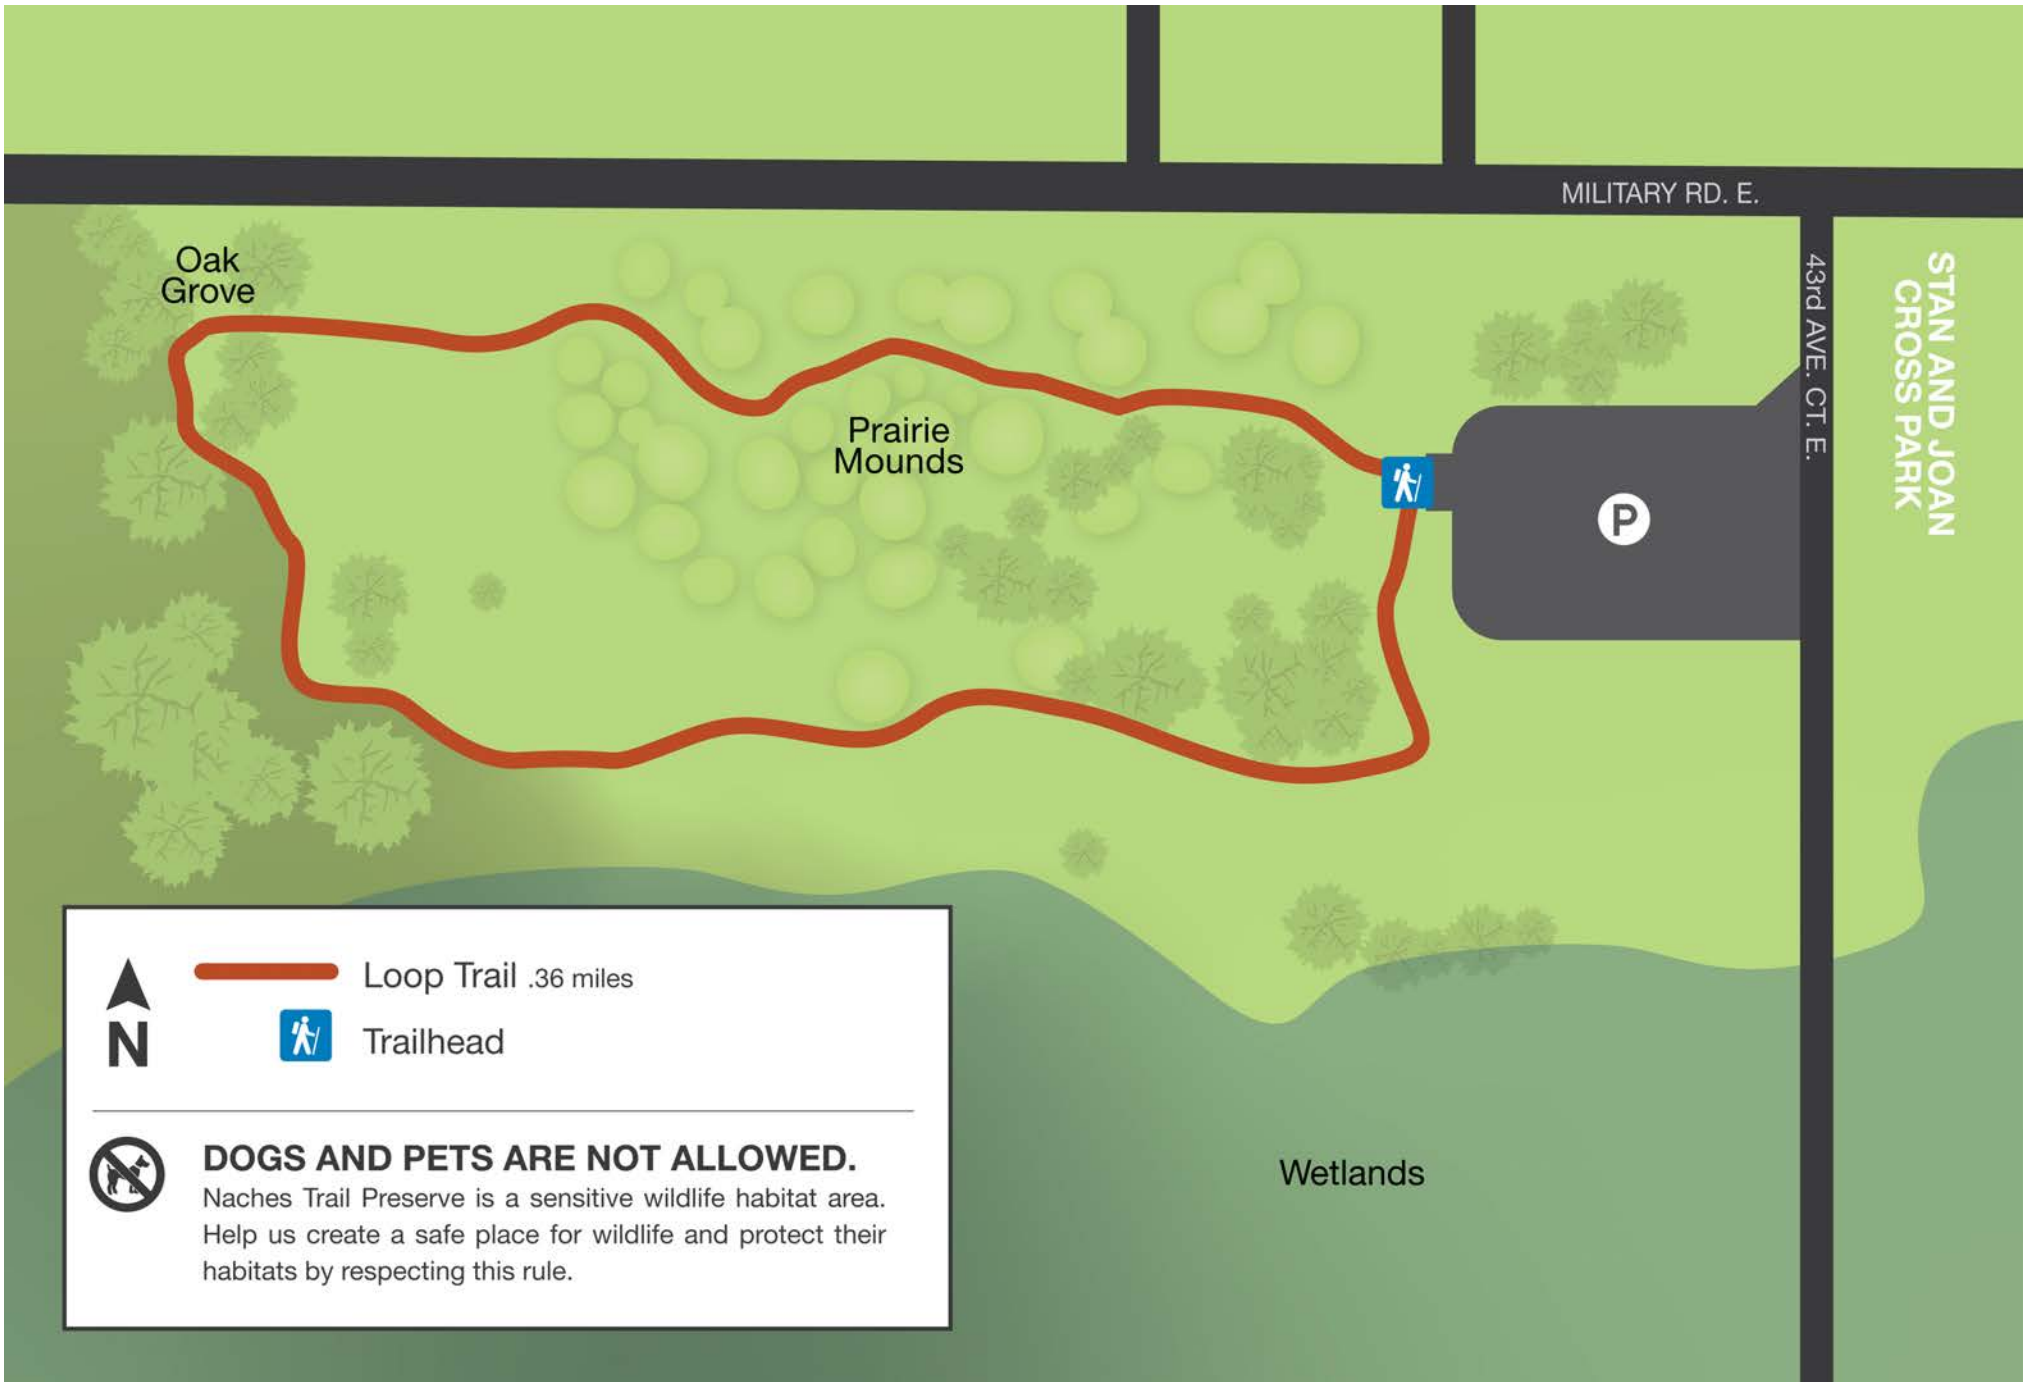 MILITARY RD. E.
Oak
Grove
43rd AVE. CT. E.
STAN AND JOAN
CROSS PARK
Prairie
Mounds
P
Loop Trail .36 miles
N
Trailhead
DOGS AND PETS ARE NOT ALLOWED.
Naches Trail Preserve is a sensitive wildlife habitat area.
Help us create a safe place for wildlife and protect their
habitats by respecting this rule.
Wetlands